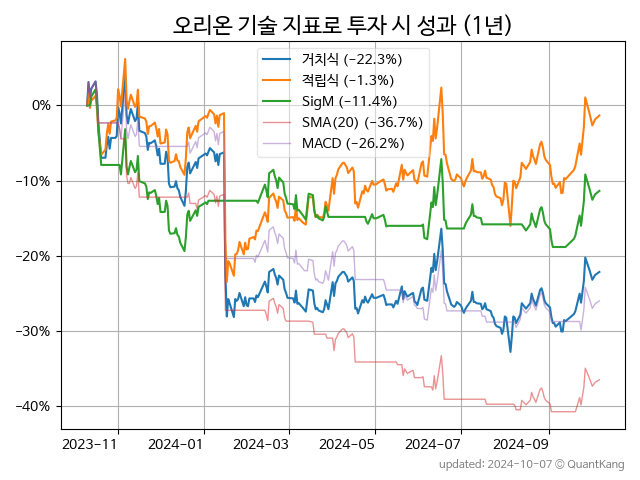 오리온 기술 지표로 투자 시 성과 (1년)
거치식 (−22.3%)
적립식 (−1.3%)
SigM (−11.4%)
SMA(20) (−36.7%)
MACD (−26.2%)
0%
−10%
−20%
−30%
−40%
2023-11 2024-01 2024-03 2024-05 2024-07 2024-09
updated: 2024-10-07 © QuantKang